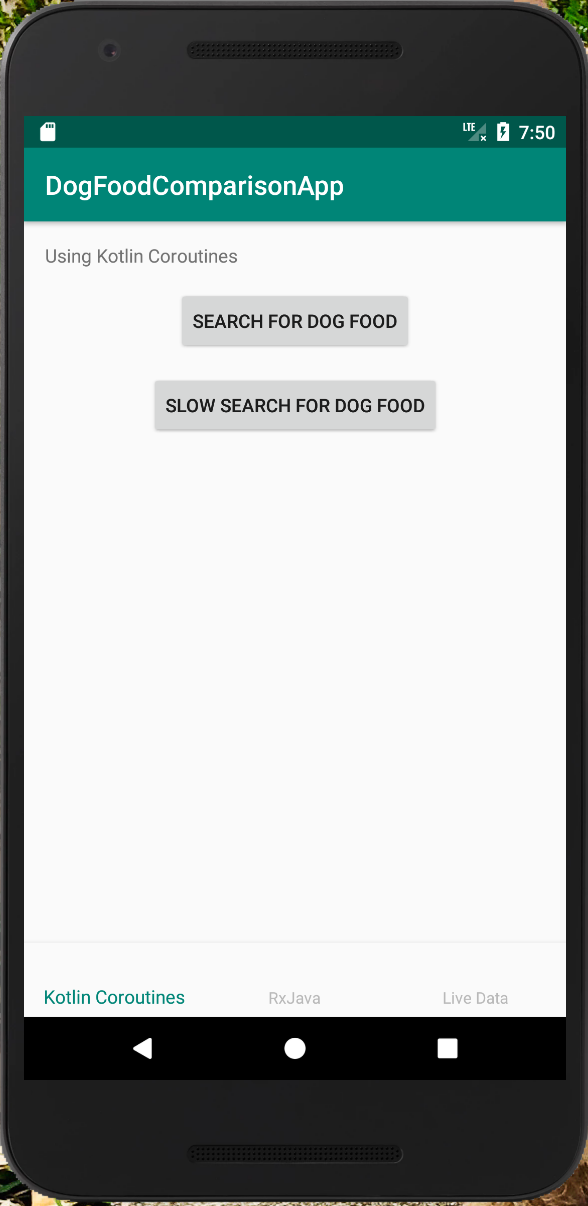 LTE 7:50
DogFoodComparisonApp
Using Kotlin Coroutines
SEARCH FOR DOG FOOD
SLOW SEARCH FOR DOG FOOD
Kotlin Coroutines RxJava Live Data